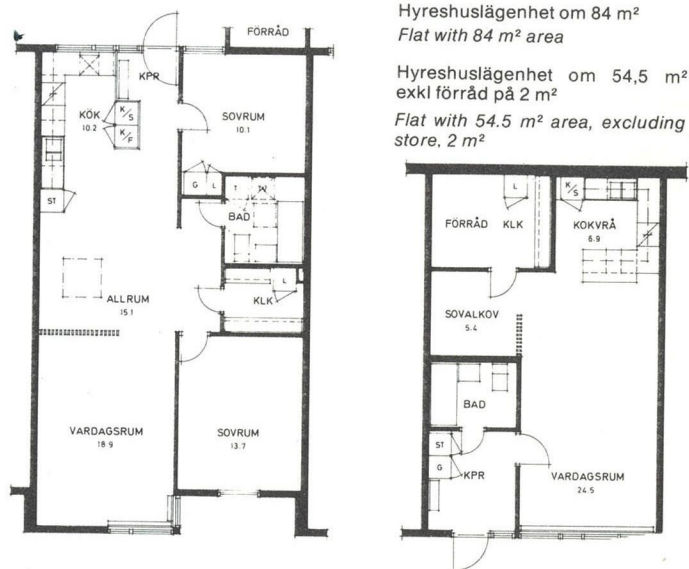 Hyreshuslägenhet om 84 m²
Flat with 84 m² area
Hyreshuslägenhet om 54,5 m²
exkl förråd på 2 m²
Flat with 54.5 m² area, excluding
store, 2 m²
FÖRRÅD
KPR
KÖK
10.2
K/S
K/F
SOVRUM
10.1
ST
G L
T TV
BAD
L
KLK
ALLRUM
15.1
VARDAGSRUM
18.9
SOVRUM
13.7
L
K/S
FÖRRÅD KLK
KOKVRÅ
6.9
SOVALKOV
5.4
BAD
ST
G
KPR
VARDAGSRUM
24.5